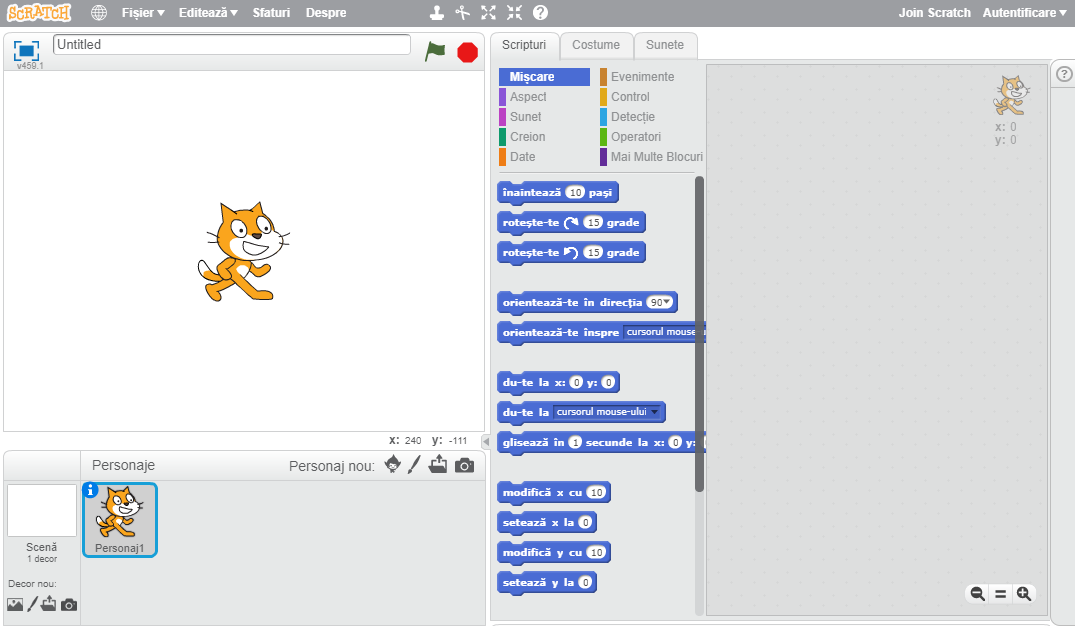 SCRATCH Fișier Editează Sfaturi Despre Join Scratch Autentificare
Untitled
v459.1
Scripturi Costume Sunete
Mișcare Evenimente
Aspect Control
Sunet Detecție
Creion Operatori
Date Mai Multe Blocuri
x: 0
y: 0
înaintează 10 pași
rotește-te 15 grade
rotește-te 15 grade
orientează-te în direcția 90
orientează-te înspre cursorul mouse
du-te la x: 0 y: 0
du-te la cursorul mouse-ului
glisează în 1 secunde la x: 0 y:
modifică x cu 10
setează x la 0
modifică y cu 10
setează y la 0
x: 240 y: -111
Personaje Personaj nou:
Personaj1
Scenă
1 decor
Decor nou: